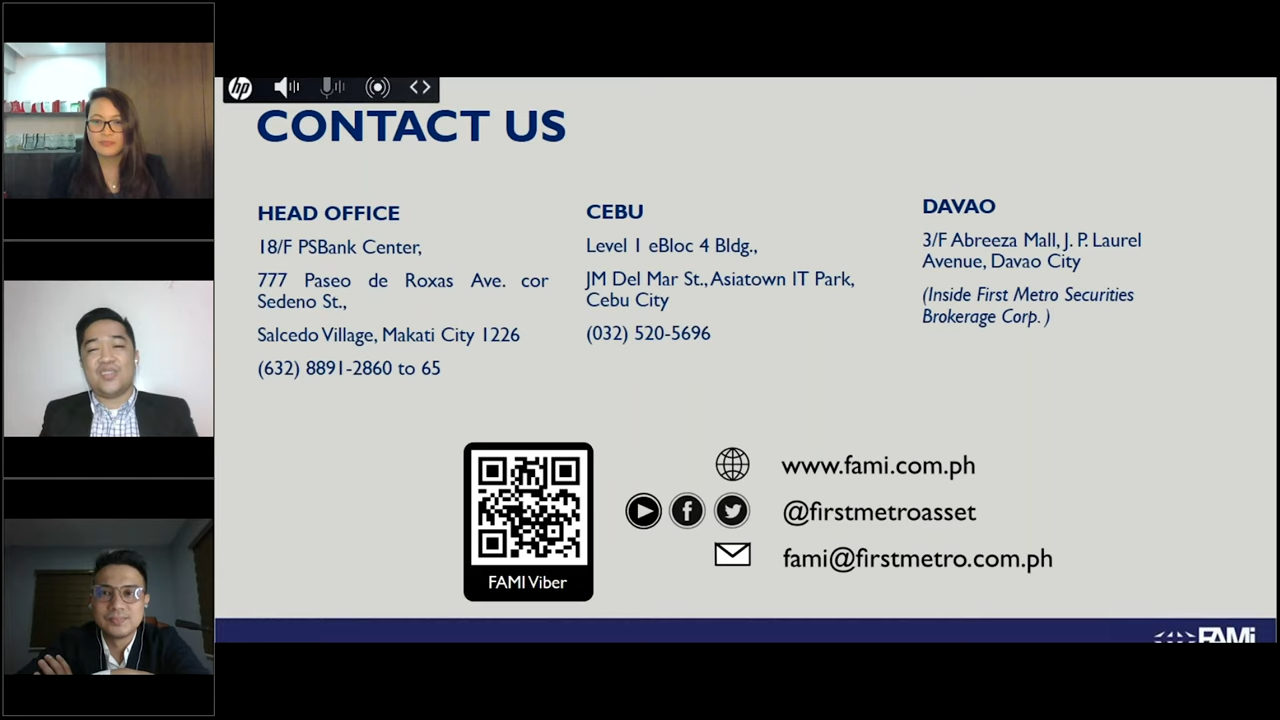 hp
CONTACT US
HEAD OFFICE
18/F PSBank Center,
777 Paseo de Roxas Ave. cor
Sedeno St.,
Salcedo Village, Makati City 1226
(632) 8891-2860 to 65
CEBU
Level 1 eBloc 4 Bldg.,
JM Del Mar St., Asiatown IT Park,
Cebu City
(032) 520-5696
DAVAO
3/F Abreeza Mall, J. P. Laurel
Avenue, Davao City
(Inside First Metro Securities
Brokerage Corp. )
FAMI Viber
www.fami.com.ph
@firstmetroasset
fami@firstmetro.com.ph
FAMi